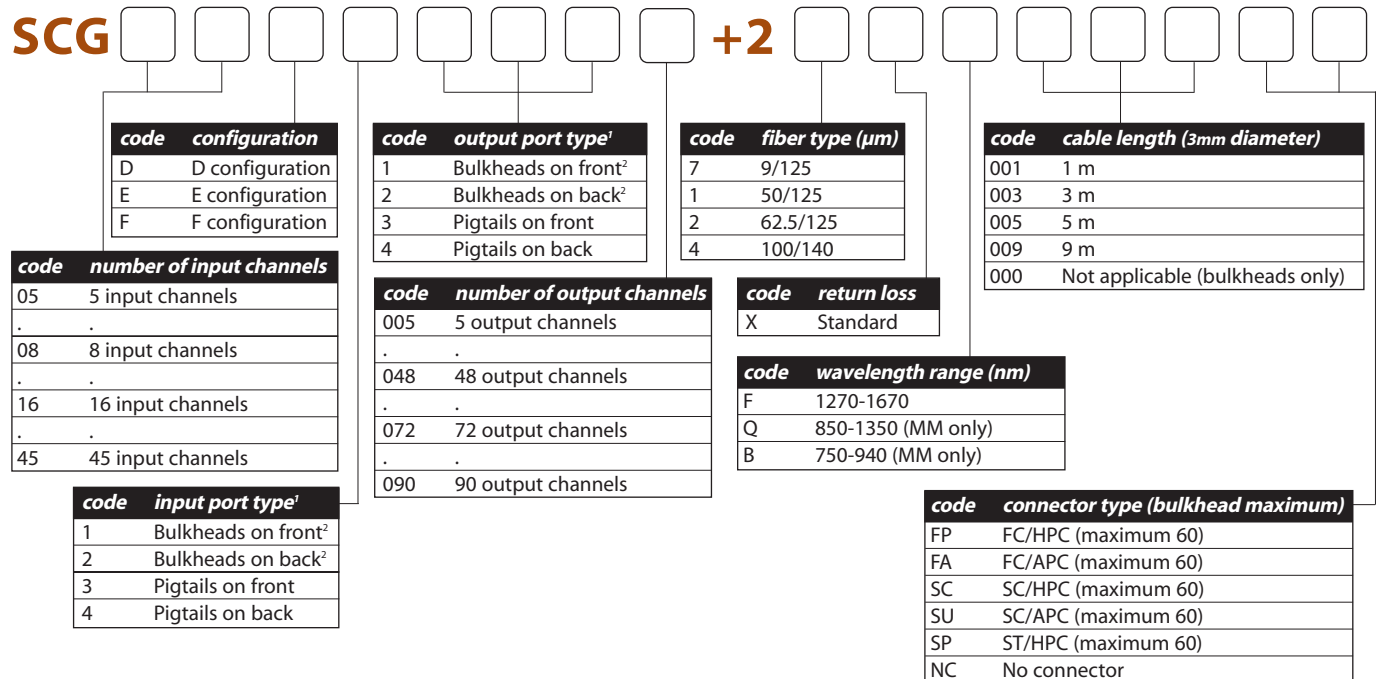 SCG +2
code configuration
D D configuration
E E configuration
F F configuration
code number of input channels
05 5 input channels
. .
08 8 input channels
. .
16 16 input channels
. .
45 45 input channels
code input port type¹
1 Bulkheads on front²
2 Bulkheads on back²
3 Pigtails on front
4 Pigtails on back
code output port type¹
1 Bulkheads on front²
2 Bulkheads on back²
3 Pigtails on front
4 Pigtails on back
code number of output channels
005 5 output channels
. .
048 48 output channels
. .
072 72 output channels
. .
090 90 output channels
code fiber type (µm)
7 9/125
1 50/125
2 62.5/125
4 100/140
code return loss
X Standard
code wavelength range (nm)
F 1270-1670
Q 850-1350 (MM only)
B 750-940 (MM only)
code cable length (3mm diameter)
001 1 m
003 3 m
005 5 m
009 9 m
000 Not applicable (bulkheads only)
code connector type (bulkhead maximum)
FP FC/HPC (maximum 60)
FA FC/APC (maximum 60)
SC SC/HPC (maximum 60)
SU SC/APC (maximum 60)
SP ST/HPC (maximum 60)
NC No connector